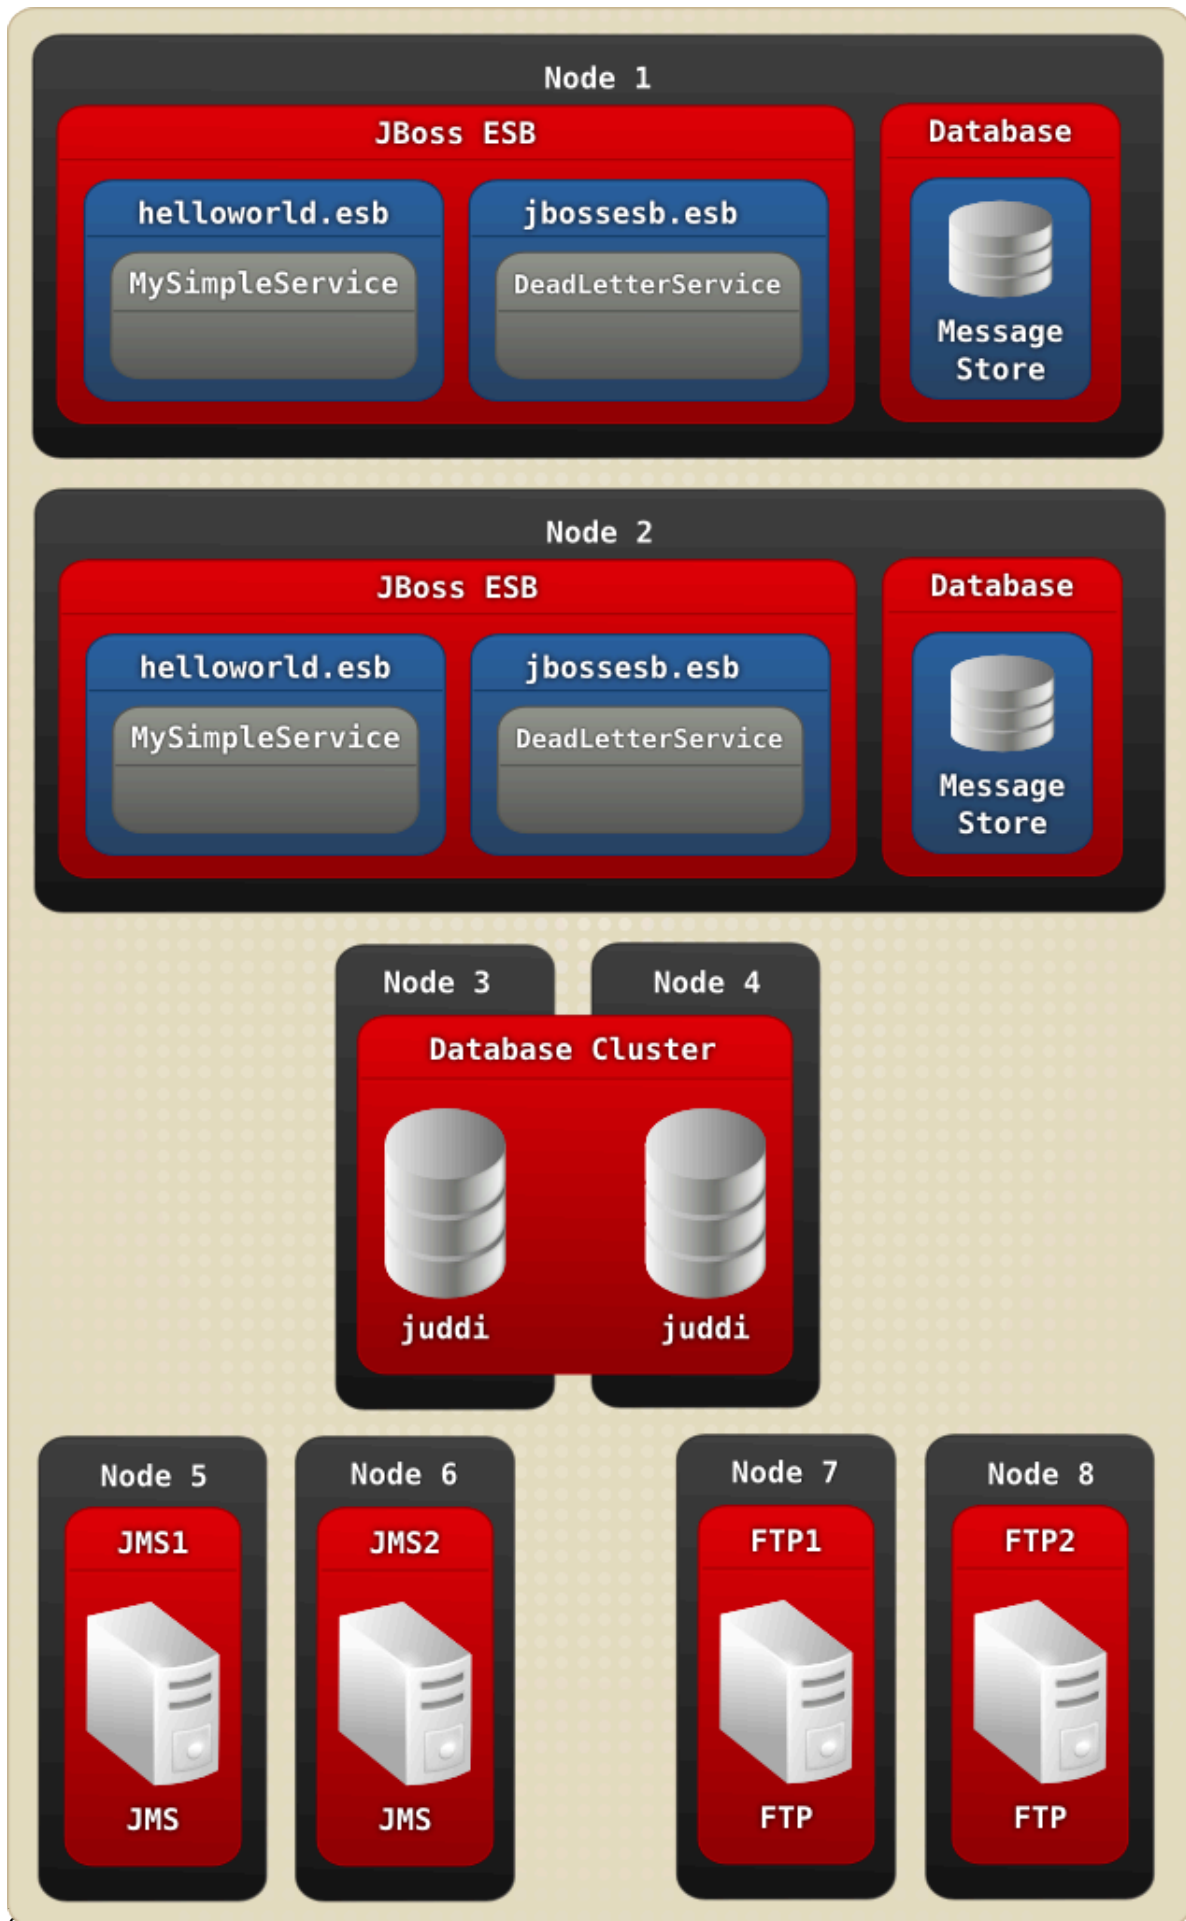 Node 1
JBoss ESB
Database
helloworld.esb
jbossesb.esb
MySimpleService
DeadLetterService
Message
Store
Node 2
JBoss ESB
Database
helloworld.esb
jbossesb.esb
MySimpleService
DeadLetterService
Message
Store
Node 3
Node 4
Database Cluster
juddi
juddi
Node 5
Node 6
Node 7
Node 8
JMS1
JMS2
FTP1
FTP2
JMS
JMS
FTP
FTP